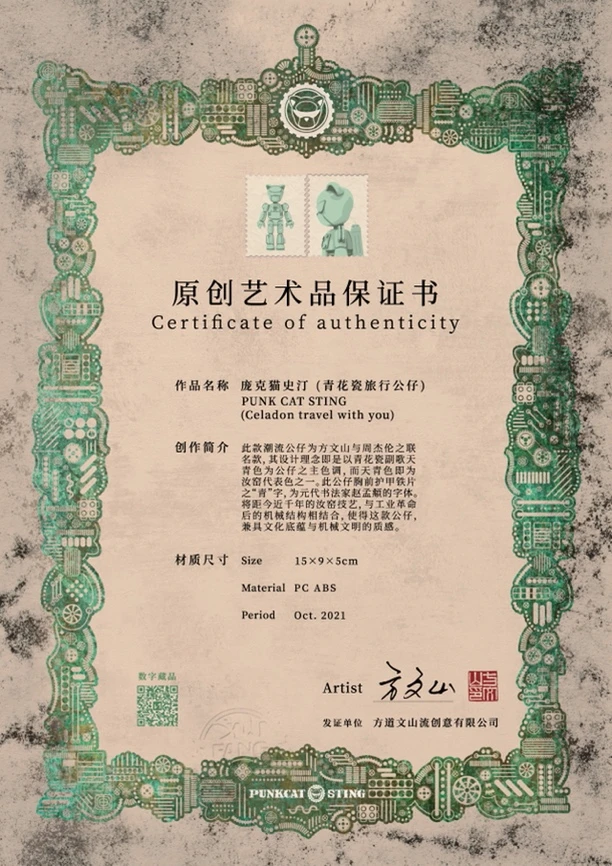 原创艺术品保证书
Certificate of authenticity
作品名称 庞克猫史汀（青花瓷旅行公仔）
PUNK CAT STING
(Celadon travel with you)
创作简介 此款潮流公仔为方文山与周杰伦之联
名款，其设计理念即是以青花瓷副歌天
青色为公仔之主色调，而天青色即为
汝窑代表色之一。此公仔胸前护甲铁片
之“青”字，为元代书法家赵孟頫的字体。
将距今近千年的汝窑技艺，与工业革命
后的机械结构相结合，使得这款公仔，
兼具文化底蕴与机械文明的质感。
材质尺寸 Size 15×9×5cm
Material PC ABS
Period Oct. 2021
数字藏品
Artist 方文山
发证单位 方道文山流创意有限公司
PUNKCAT STING